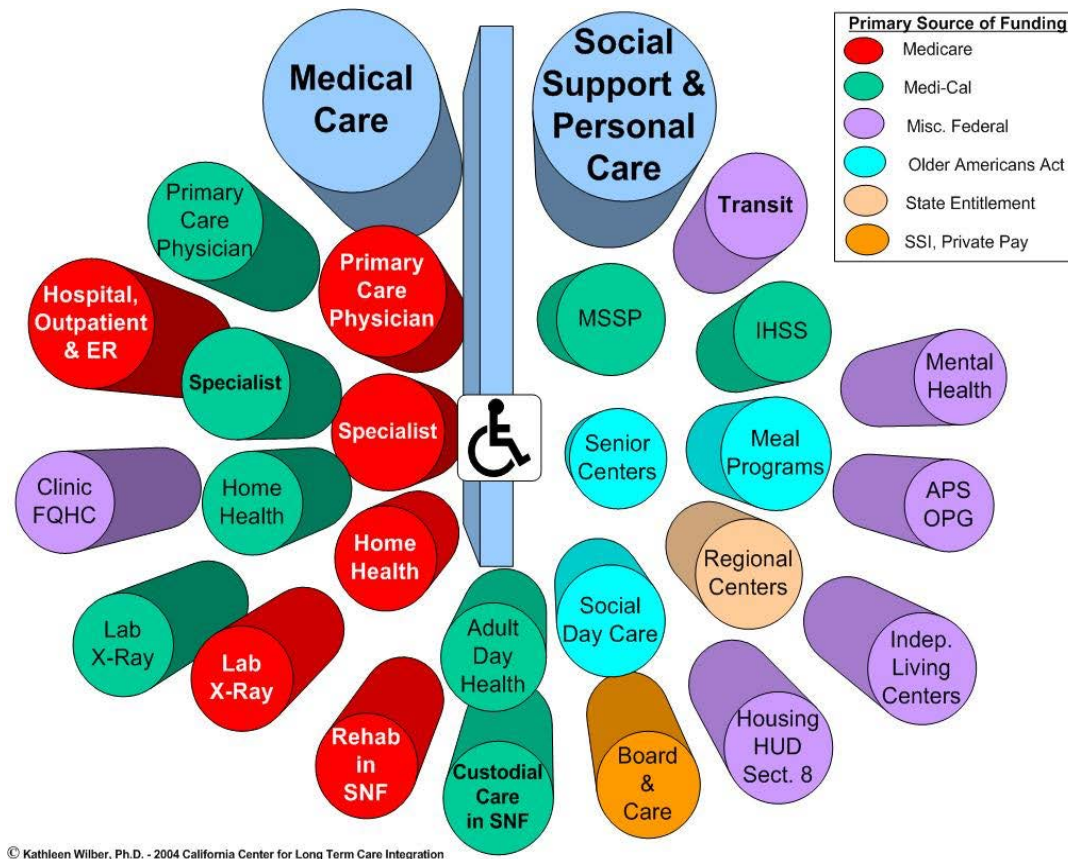 Medical
Care
Social
Support &
Personal
Care
Primary Source of Funding
Medicare
Medi-Cal
Misc. Federal
Older Americans Act
State Entitlement
SSI, Private Pay
Primary
Care
Physician
Primary
Care
Physician
Transit
Hospital,
Outpatient
& ER
MSSP
IHSS
Specialist
Mental
Health
Specialist
Senior
Centers
Meal
Programs
Clinic
FQHC
Home
Health
APS
OPG
Home
Health
Regional
Centers
Lab
X-Ray
Lab
X-Ray
Adult
Day
Health
Social
Day Care
Indep.
Living
Centers
Rehab
in
SNF
Custodial
Care
in SNF
Board
&
Care
Housing
HUD
Sect. 8
© Kathleen Wilber, Ph.D. - 2004 California Center for Long Term Care Integration